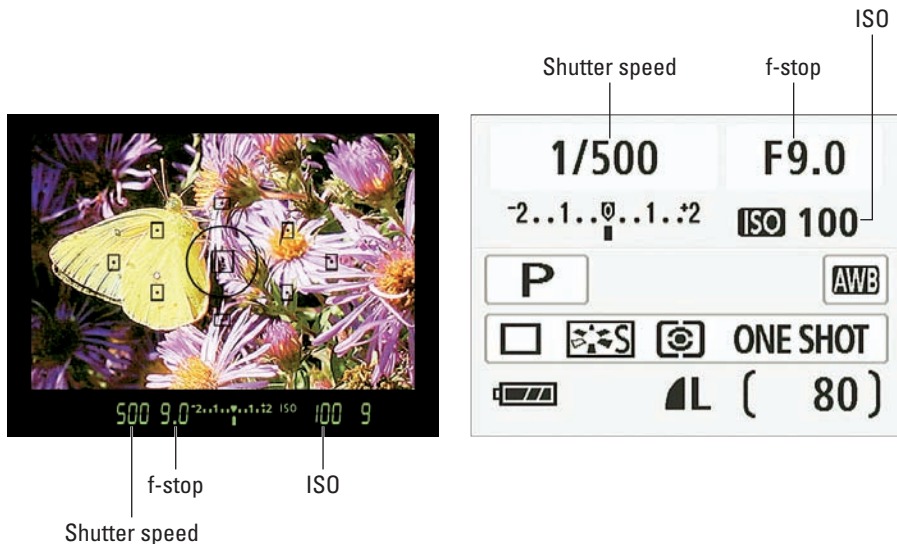 ISO
Shutter speed f-stop
1/500 F9.0
-2..1..0..1..+2
ISO 100
P AWB
S ONE SHOT
L ( 80)
500 9.0 -2..1..▼..1..+2 ISO 100 9
f-stop ISO
Shutter speed